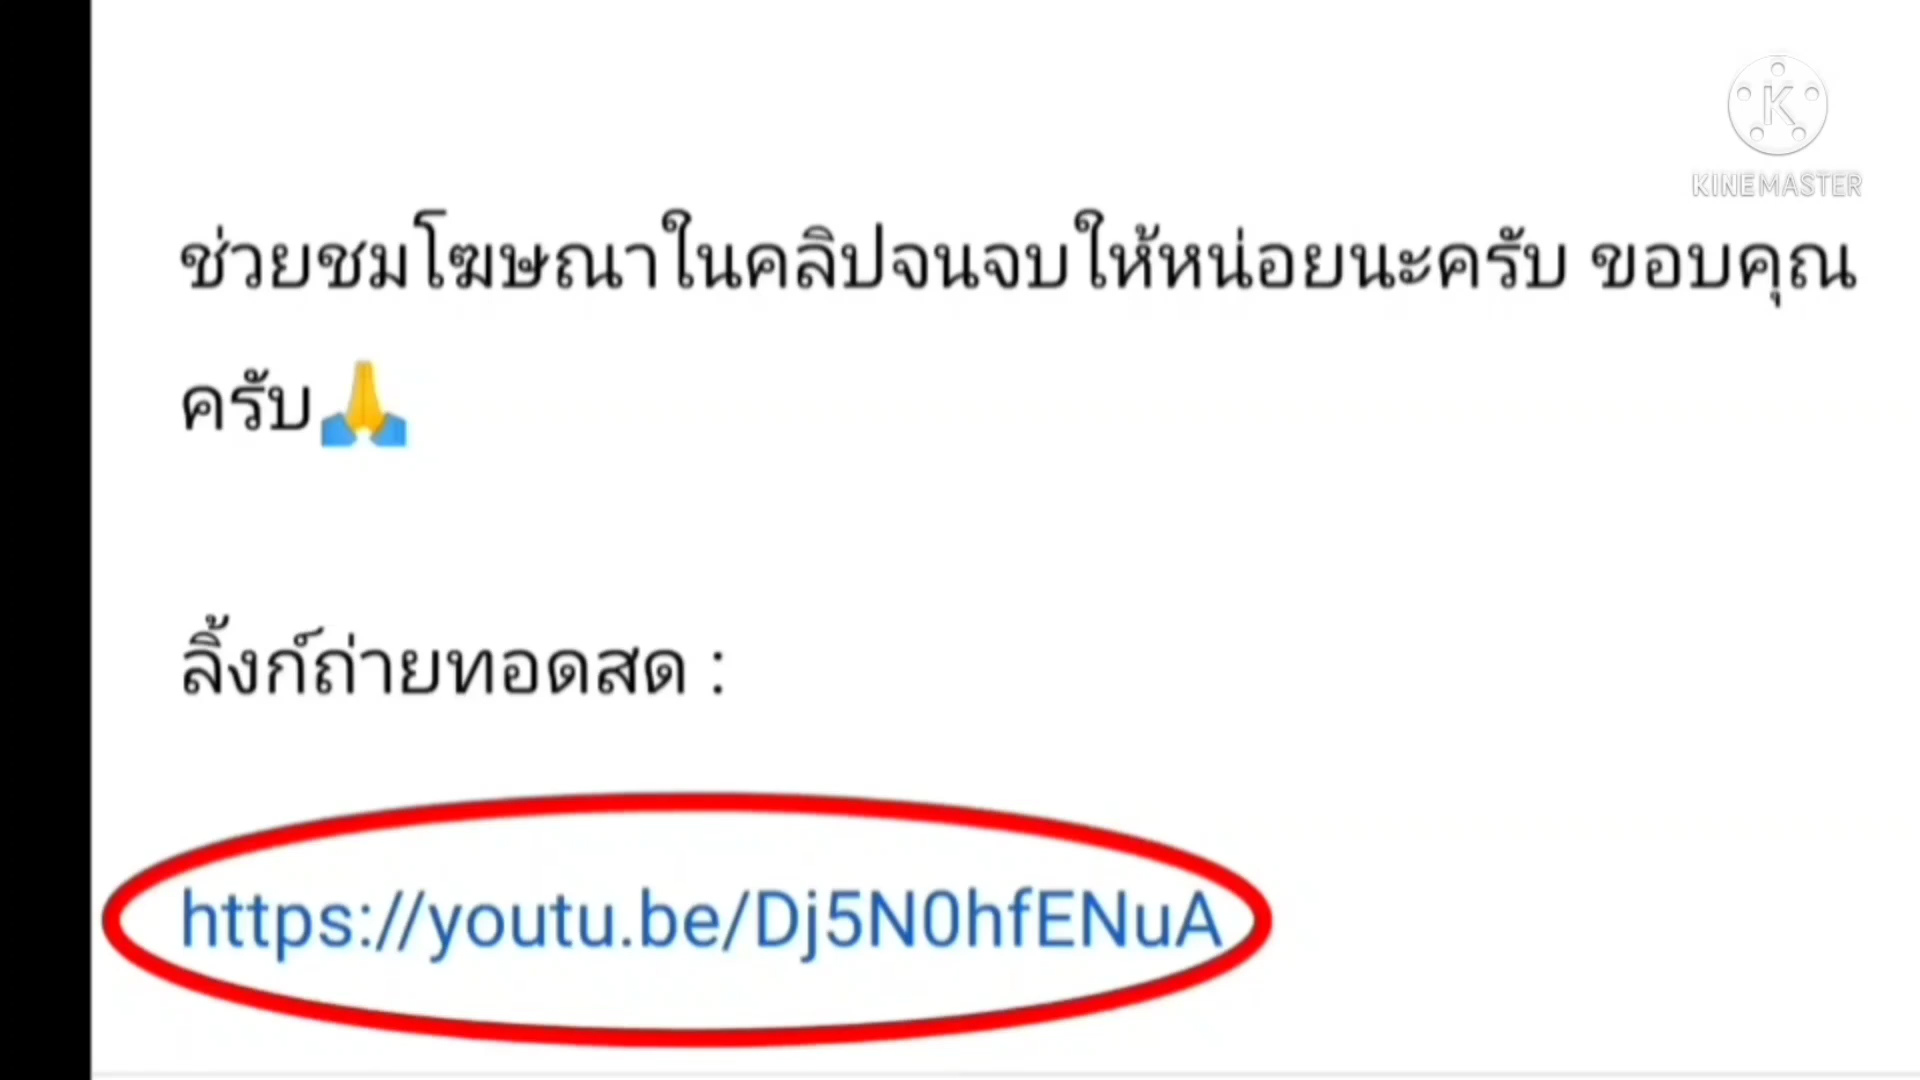 KINEMASTER
ช่วยชมโฆษณาในคลิปจนจบให้หน่อยนะครับ ขอบคุณ
ครับ🙏
ลิ้งก์ถ่ายทอดสด :
https://youtu.be/Dj5N0hfENuA